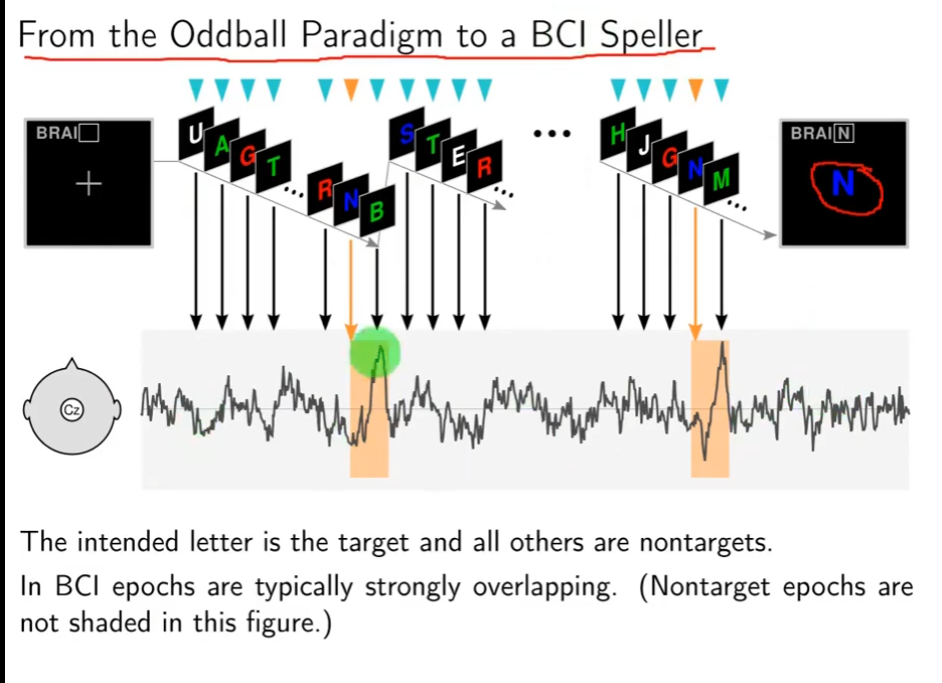 From the Oddball Paradigm to a BCI Speller
BRAI
U A G T ... R N B
S T E R ...
...
H J G N M ...
BRAI N
N
Cz
The intended letter is the target and all others are nontargets.
In BCI epochs are typically strongly overlapping. (Nontarget epochs are
not shaded in this figure.)